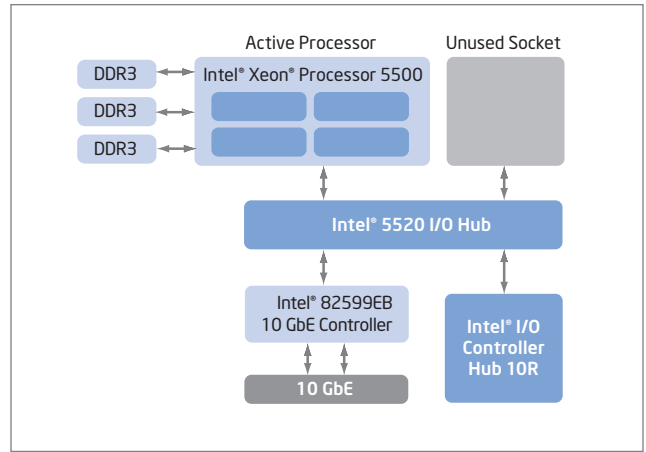 Active Processor
Unused Socket
DDR3
DDR3
DDR3
Intel® Xeon® Processor 5500
Intel® 5520 I/O Hub
Intel® 82599EB
10 GbE Controller
10 GbE
Intel® I/O
Controller
Hub 10R